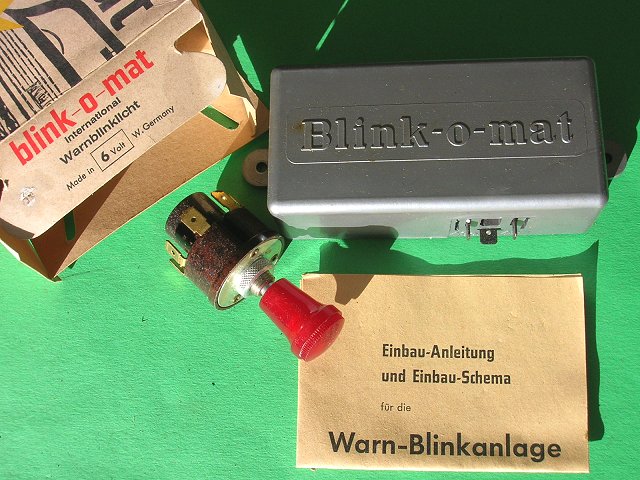 blink-o-mat
international
Warnblinklicht
Made in 6 Volt W.-Germany
Blink-o-mat
Einbau-Anleitung
und Einbau-Schema
für die
Warn-Blinkanlage